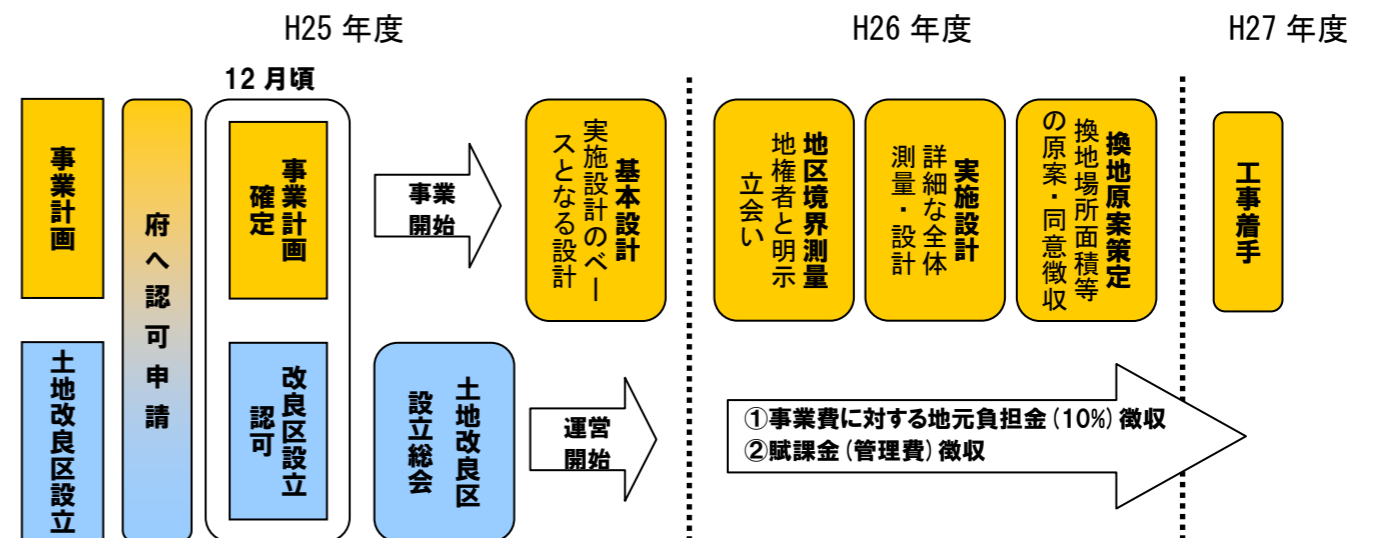 H25 年度
H26 年度
H27 年度
12 月頃
事業計画
府へ認可申請
事業計画
確定
事業
開始
基本設計
実施設計のベー
スとなる設計
地区境界測量
地権者と明示
立会い
実施設計
詳細な全体
測量・設計
換地原案策定
換地場所面積等
の原案・同意徴収
工事着手
土地改良区設立
改良区設立
認可
土地改良区
設立総会
運営
開始
①事業費に対する地元負担金(10%)徴収
②賦課金(管理費)徴収